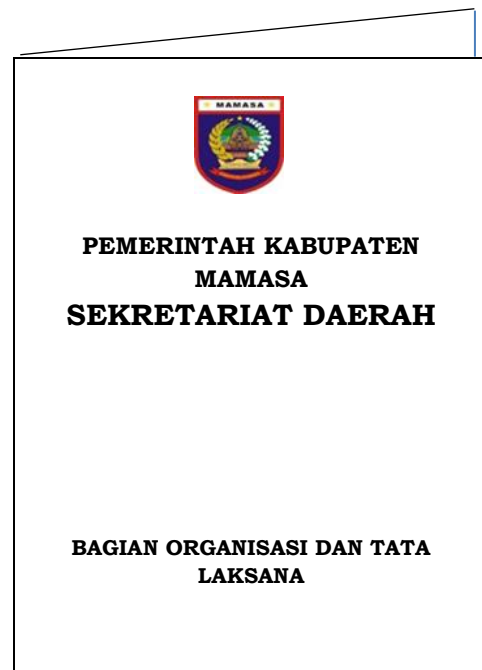 MAMASA
PEMERINTAH KABUPATEN
MAMASA
SEKRETARIAT DAERAH
BAGIAN ORGANISASI DAN TATA
LAKSANA